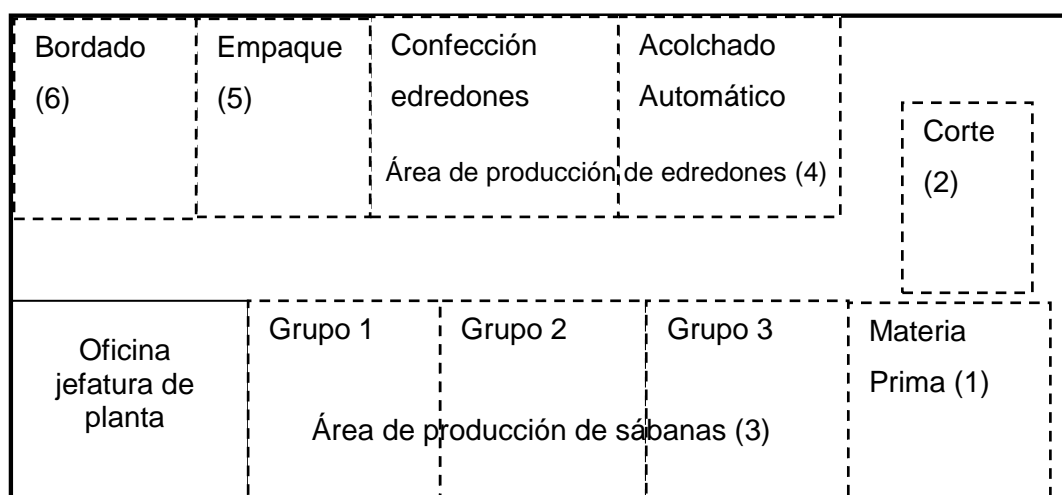 Bordado
(6)
Empaque
(5)
Confección
edredones
Acolchado
Automático
Área de producción de edredones (4)
Corte
(2)
Oficina
jefatura de
planta
Grupo 1
Grupo 2
Grupo 3
Área de producción de sábanas (3)
Materia
Prima (1)